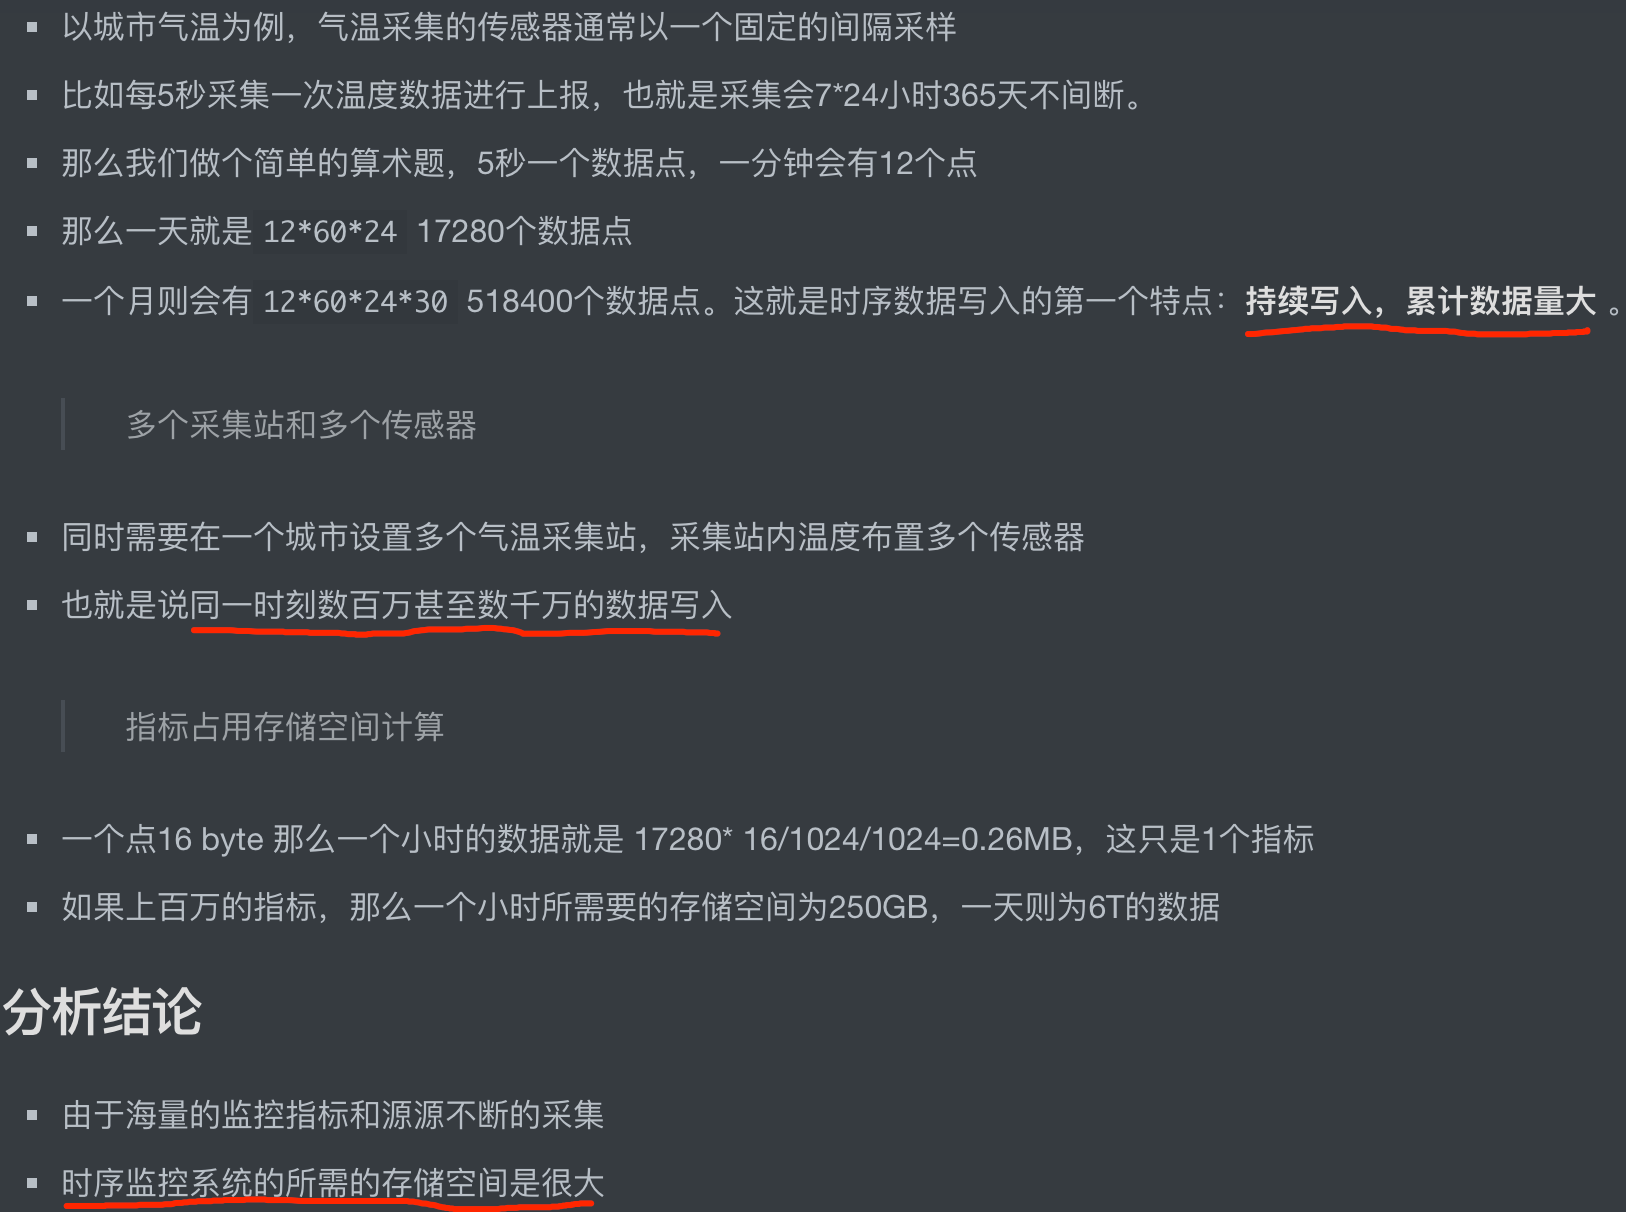 以城市气温为例，气温采集的传感器通常以一个固定的间隔采样
比如每5秒采集一次温度数据进行上报，也就是采集会7*24小时365天不间断。
那么我们做个简单的算术题，5秒一个数据点，一分钟会有12个点
那么一天就是 12*60*24 17280个数据点
一个月则会有 12*60*24*30 518400个数据点。这就是时序数据写入的第一个特点：持续写入，累计数据量大 。
多个采集站和多个传感器
同时需要在一个城市设置多个气温采集站，采集站内温度布置多个传感器
也就是说同一时刻数百万甚至数千万的数据写入
指标占用存储空间计算
一个点16 byte 那么一个小时的数据就是 17280* 16/1024/1024=0.26MB，这只是1个指标
如果上百万的指标，那么一个小时所需要的存储空间为250GB，一天则为6T的数据
分析结论
由于海量的监控指标和源源不断的采集
时序监控系统的所需的存储空间是很大